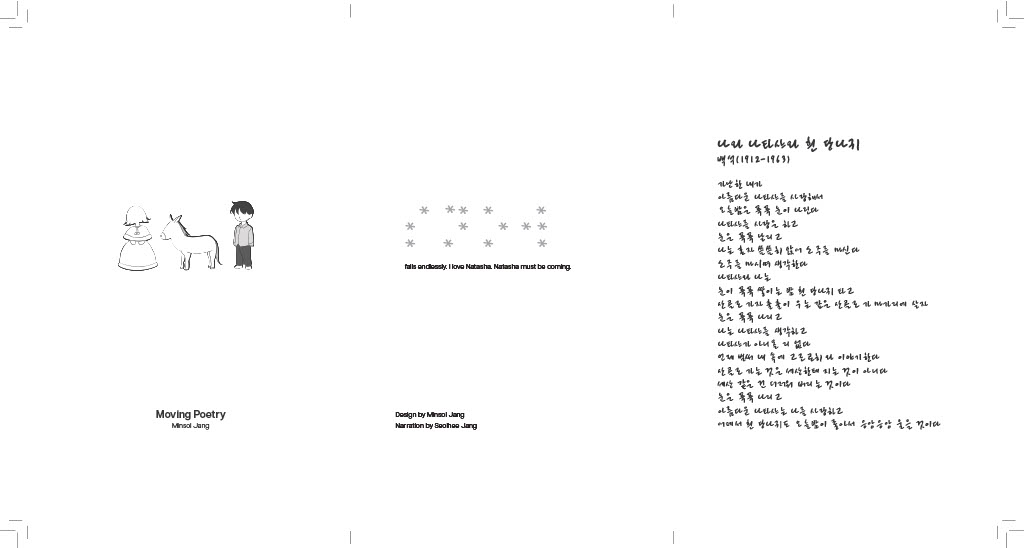 Moving Poetry
Minsol Jang
falls endlessly. I love Natasha. Natasha must be coming.
Design by Minsol Jang
Narration by Seolhee Jang
나와 나타샤와 흰 당나귀
백석(1912-1963)
가난한 내가
아름다운 나타샤를 사랑해서
오늘밤은 푹푹 눈이 나린다
나타샤를 사랑은 하고
눈은 푹푹 날리고
나는 혼자 쓸쓸히 앉어 소주를 마신다
소주를 마시며 생각한다
나타샤와 나는
눈이 푹푹 쌓이는 밤 흰 당나귀 타고
산골로 가자 출출이 우는 깊은 산골로 가 마가리에 살자
눈은 푹푹 나리고
나는 나타샤를 생각하고
나타샤가 아니올 리 없다
언제 벌써 내 속에 고조곤히 와 이야기한다
산골로 가는 것은 세상한테 지는 것이 아니다
세상 같은 건 더러워 버리는 것이다
눈은 푹푹 나리고
아름다운 나타샤는 나를 사랑하고
어데서 흰 당나귀도 오늘밤이 좋아서 응앙응앙 울을 것이다